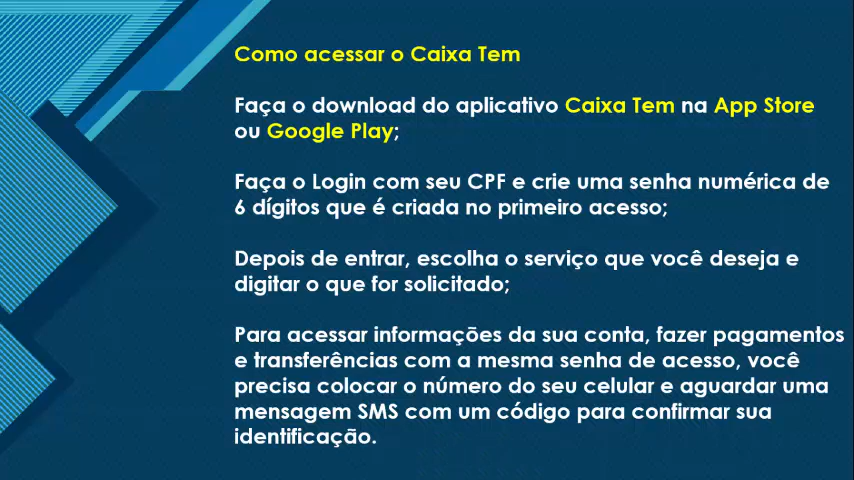 Como acessar o Caixa Tem
Faça o download do aplicativo Caixa Tem na App Store
ou Google Play;
Faça o Login com seu CPF e crie uma senha numérica de
6 dígitos que é criada no primeiro acesso;
Depois de entrar, escolha o serviço que você deseja e
digitar o que for solicitado;
Para acessar informações da sua conta, fazer pagamentos
e transferências com a mesma senha de acesso, você
precisa colocar o número do seu celular e aguardar uma
mensagem SMS com um código para confirmar sua
identificação.